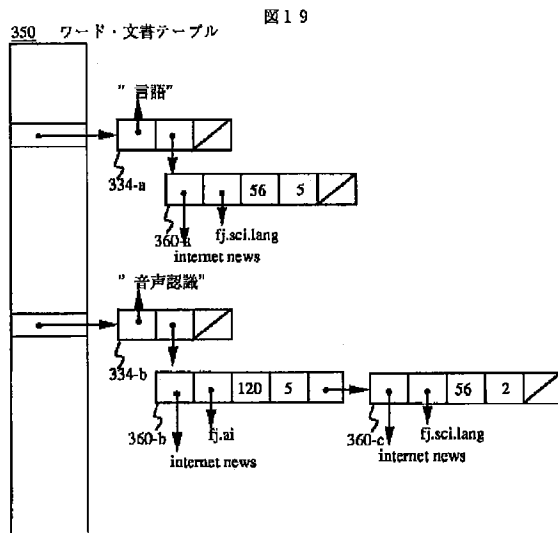 図19
350 ワード・文書テーブル
"言語"
334-a
56 5
360-a
fj.sci.lang
internet news
"音声認識"
334-b
120 5
56 2
360-b
fj.ai
360-c
fj.sci.lang
internet news
internet news